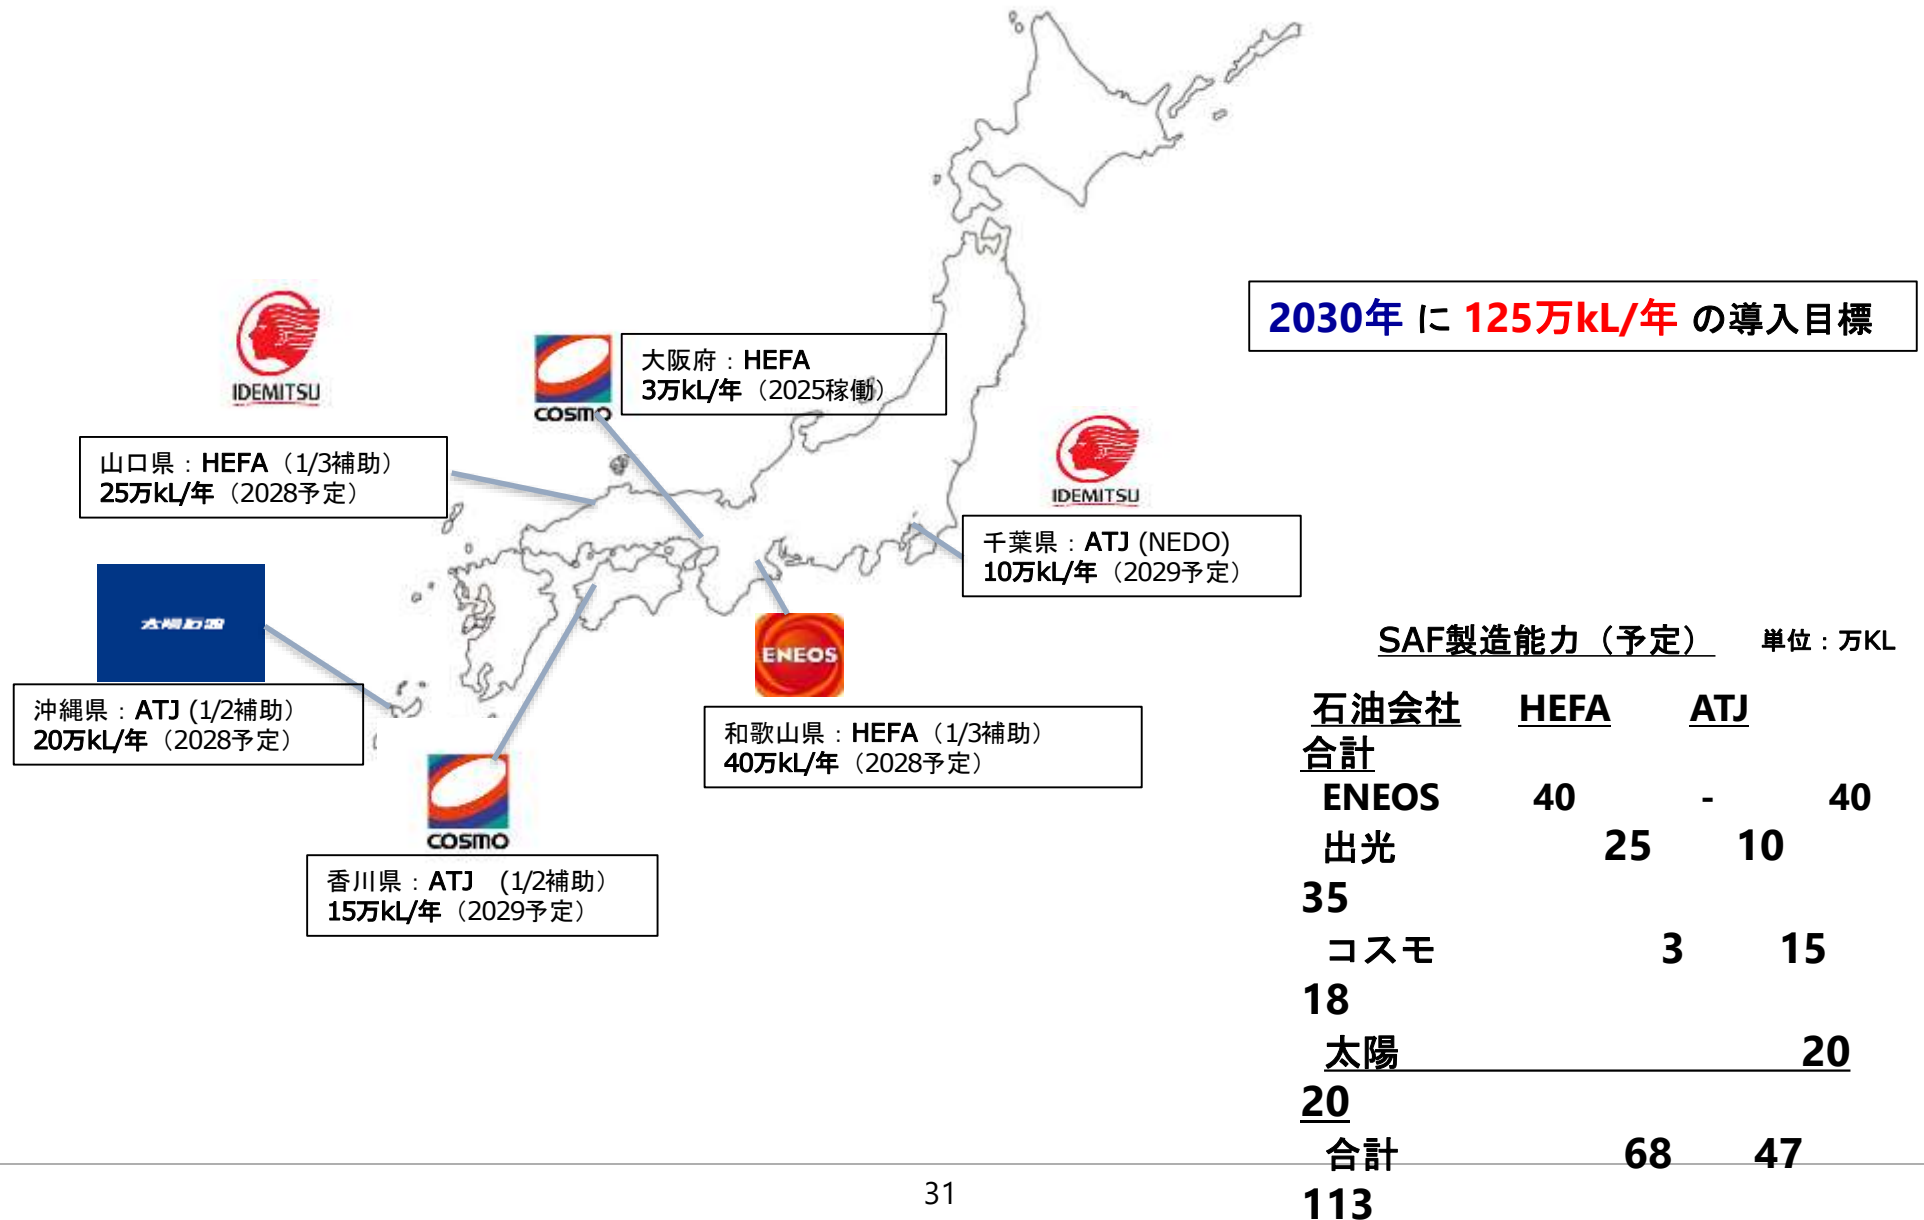 2030年 に 125万kL/年 の導入目標
IDEMITSU
COSMO
大阪府：HEFA
3万kL/年（2025稼働）
山口県：HEFA（1/3補助）
25万kL/年（2028予定）
IDEMITSU
千葉県：ATJ (NEDO)
10万kL/年（2029予定）
太陽石油
沖縄県：ATJ (1/2補助）
20万kL/年（2028予定）
ENEOS
和歌山県：HEFA（1/3補助）
40万kL/年（2028予定）
COSMO
香川県：ATJ （1/2補助）
15万kL/年（2029予定）
SAF製造能力（予定） 単位：万KL
石油会社 HEFA ATJ
合計
ENEOS 40 - 40
出光 25 10
35
コスモ 3 15
18
太陽 20
20
合計 68 47
113
31